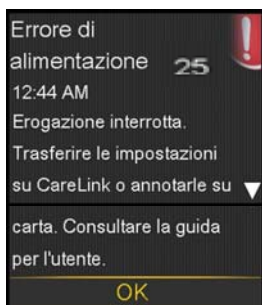 Errore di
alimentazione 25
12:44 AM
Erogazione interrotta.
Trasferire le impostazioni
su CareLink o annotarle su
carta. Consultare la guida
per l'utente.
OK